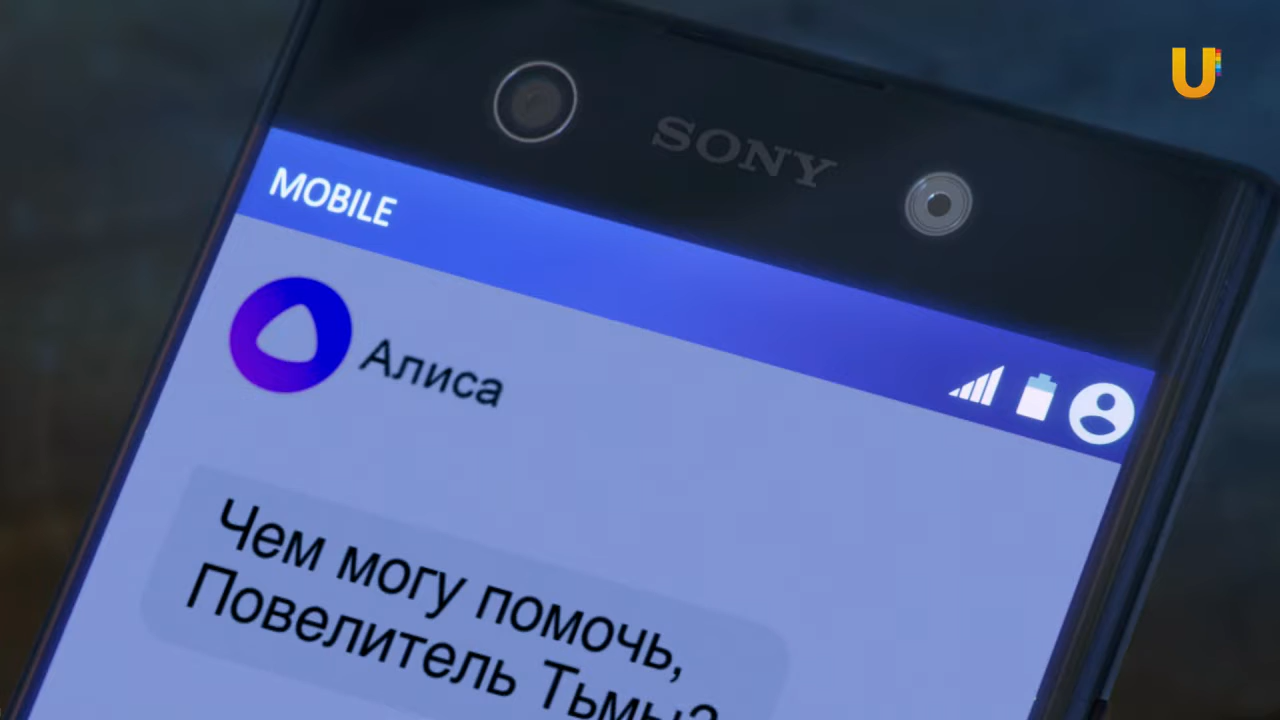 U
SONY
MOBILE
Алиса
Чем могу помочь,
Повелитель Тьмы?